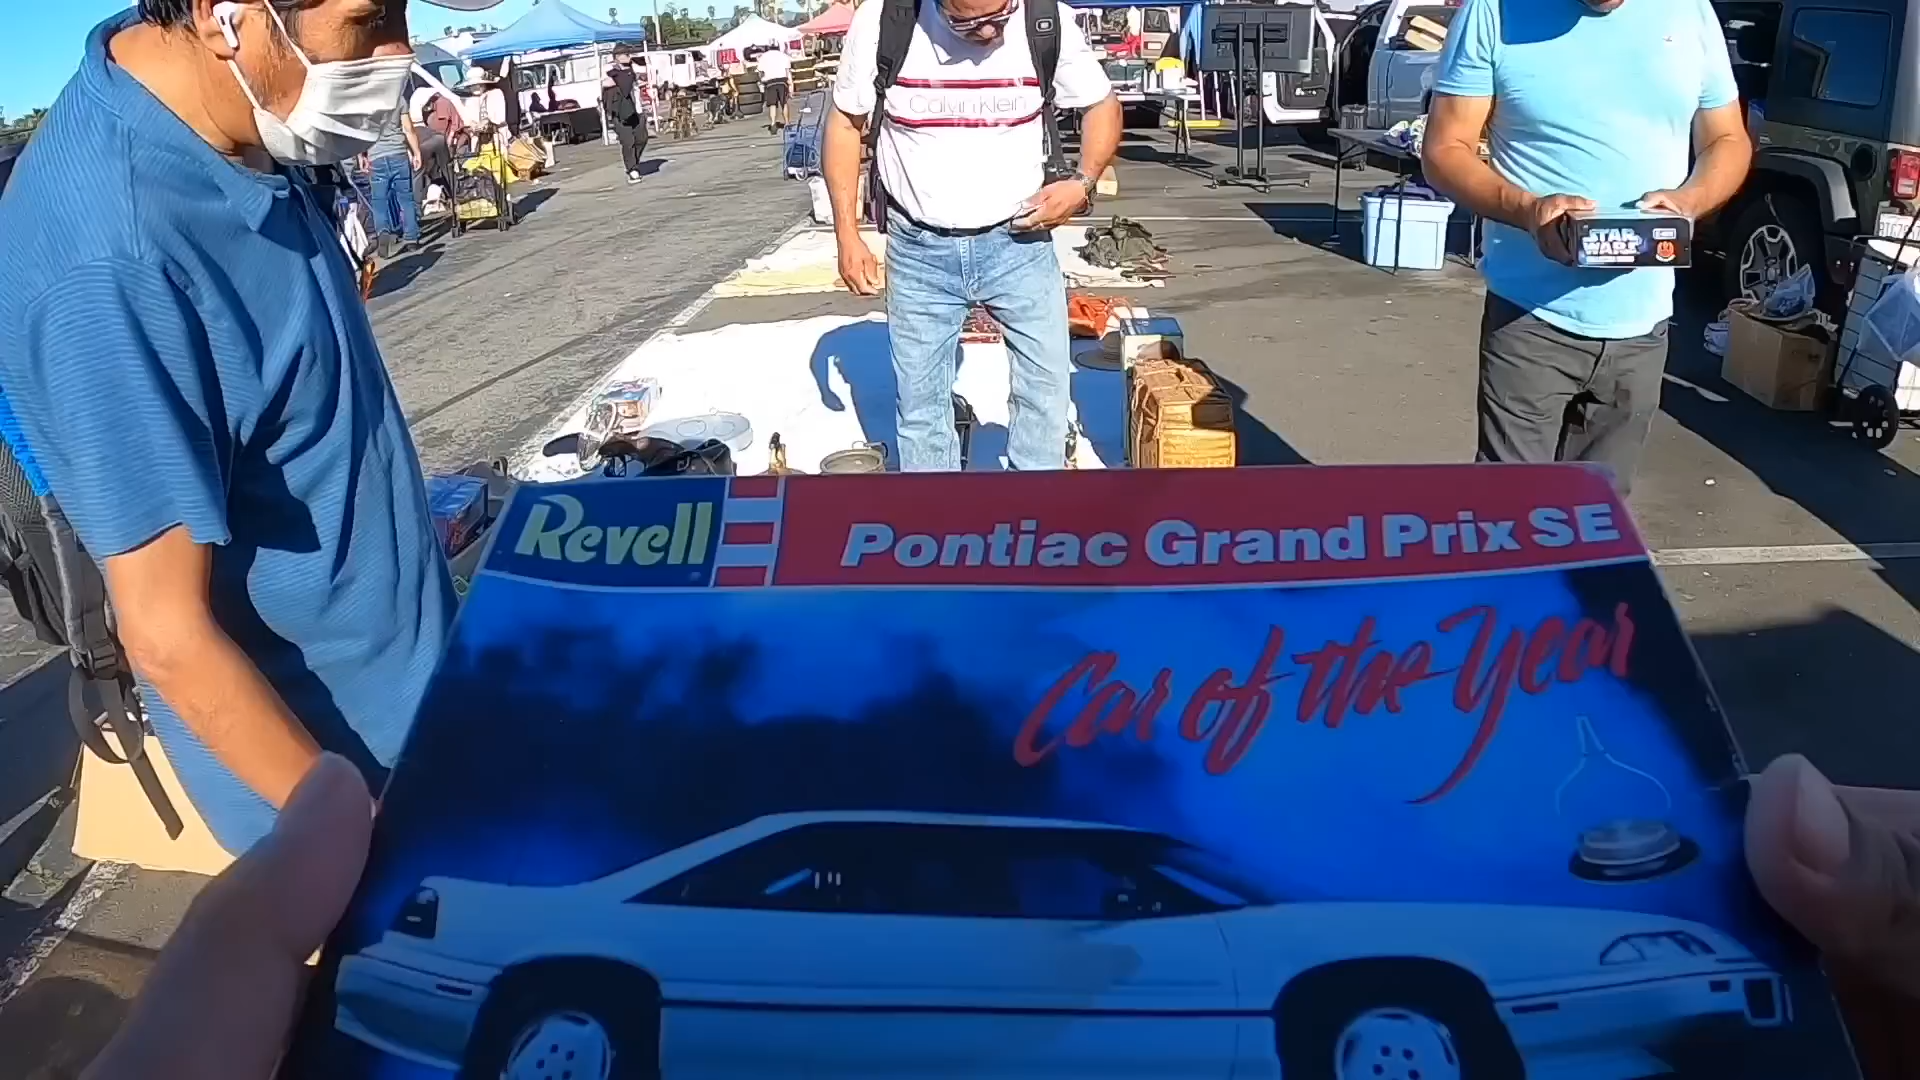 Calvin Klein
STAR
WARS
Revell
Pontiac Grand Prix SE
Car of the Year